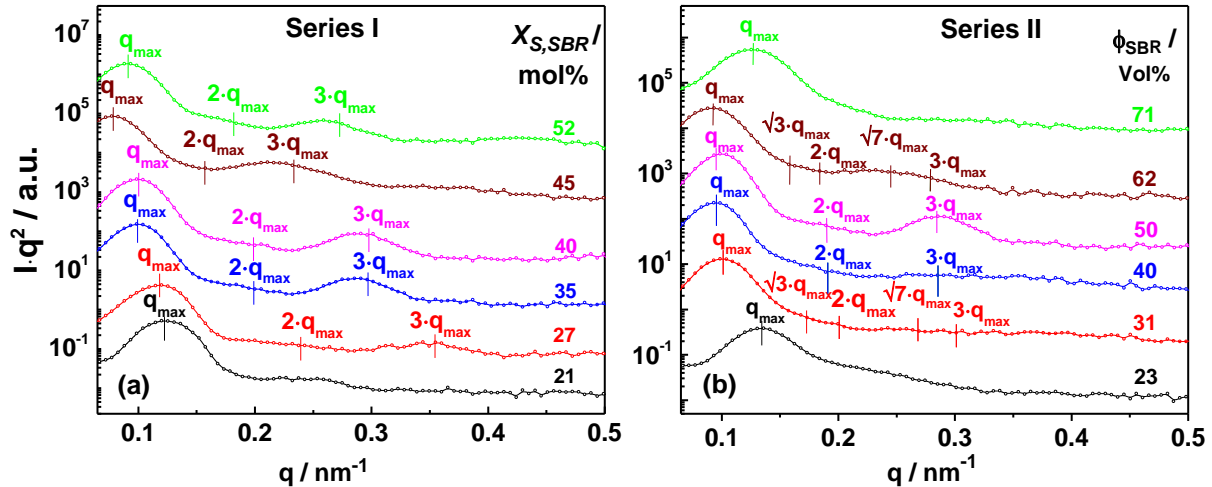 Series I
X_S,SBR /
mol%
I·q² / a.u.
10⁷
10⁵
10³
10¹
10⁻¹
q_max
2·q_max
3·q_max
52
q_max
2·q_max
3·q_max
45
q_max
2·q_max
3·q_max
40
q_max
2·q_max
3·q_max
35
q_max
2·q_max
3·q_max
27
q_max
21
(a)
0.1 0.2 0.3 0.4 0.5
q / nm⁻¹
Series II
ϕ_SBR /
Vol%
10⁵
10³
10¹
10⁻¹
q_max
71
q_max
√3·q_max
2·q_max
√7·q_max
3·q_max
62
q_max
2·q_max
3·q_max
50
q_max
2·q_max
3·q_max
40
q_max
√3·q_max
2·q_max
√7·q_max
3·q_max
31
q_max
23
(b)
0.1 0.2 0.3 0.4 0.5
q / nm⁻¹